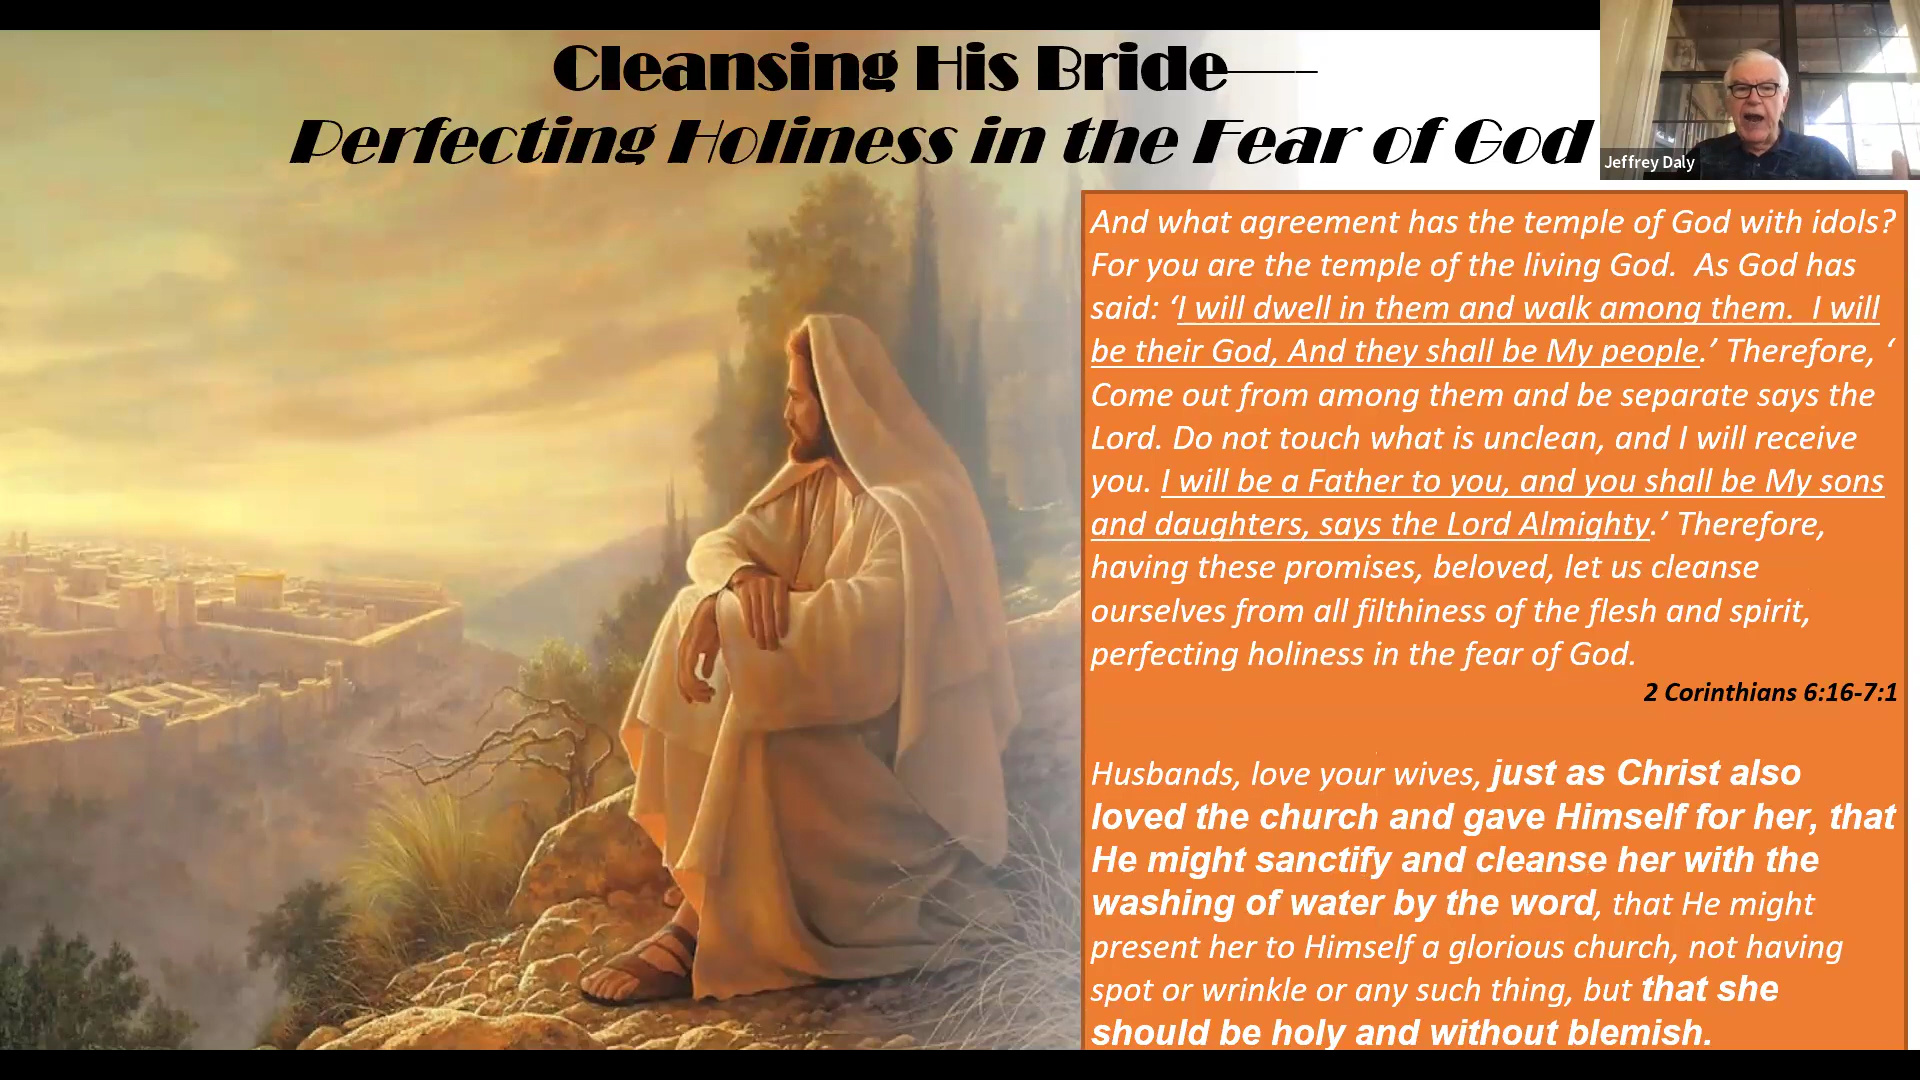 Cleansing His Bride—
Perfecting Holiness in the Fear of God
Jeffrey Daly
And what agreement has the temple of God with idols?
For you are the temple of the living God.  As God has
said: ‘I will dwell in them and walk among them.  I will
be their God, And they shall be My people.’ Therefore, ‘
Come out from among them and be separate says the
Lord. Do not touch what is unclean, and I will receive
you. I will be a Father to you, and you shall be My sons
and daughters, says the Lord Almighty.’ Therefore,
having these promises, beloved, let us cleanse
ourselves from all filthiness of the flesh and spirit,
perfecting holiness in the fear of God.
2 Corinthians 6:16-7:1
Husbands, love your wives, just as Christ also
loved the church and gave Himself for her, that
He might sanctify and cleanse her with the
washing of water by the word, that He might
present her to Himself a glorious church, not having
spot or wrinkle or any such thing, but that she
should be holy and without blemish.